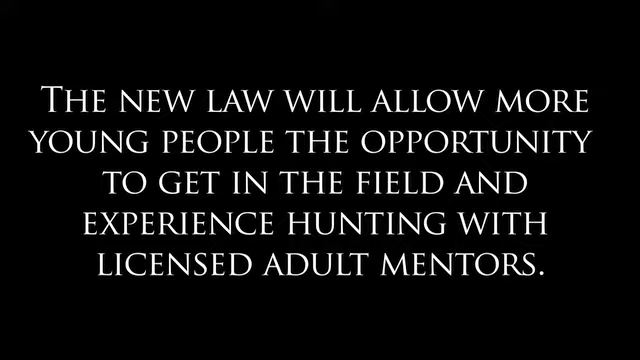 The new law will allow more
young people the opportunity
to get in the field and
experience hunting with
licensed adult mentors.